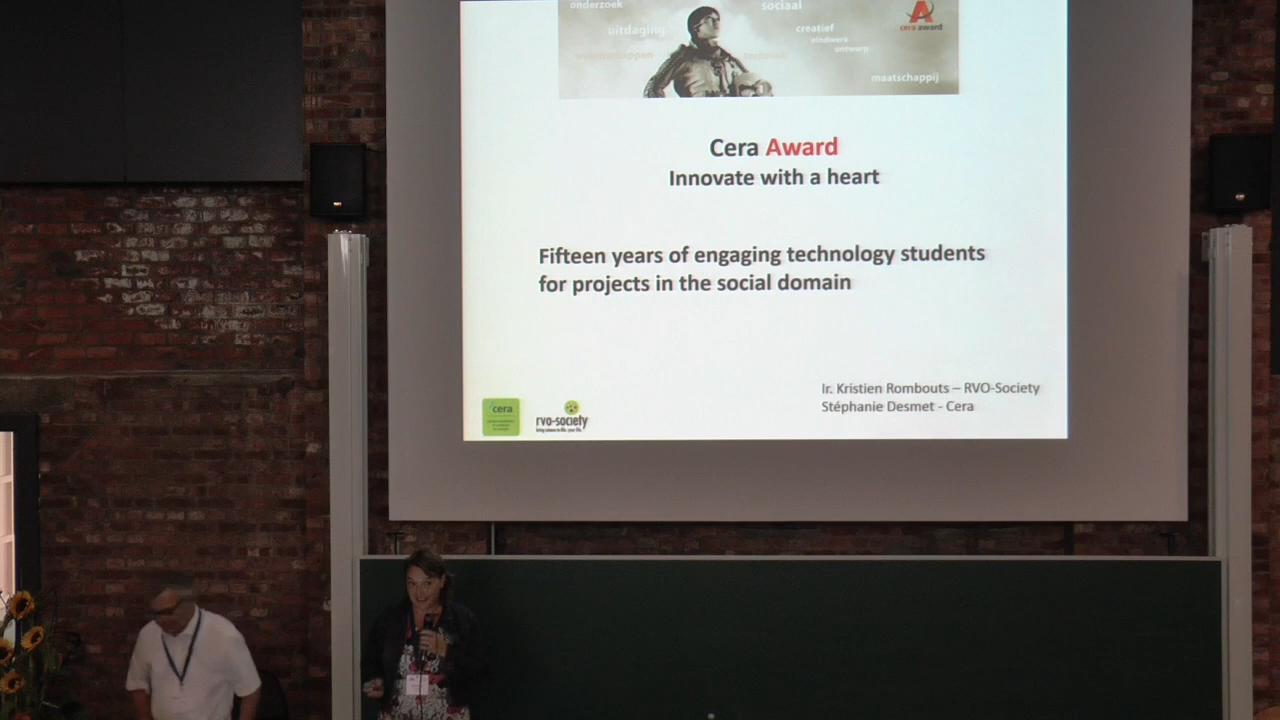 onderzoek
sociaal
uitdaging
creatief
eindwerk
ontwerp
cera award
maatschappij
Cera Award
Innovate with a heart
Fifteen years of engaging technology students
for projects in the social domain
Ir. Kristien Rombouts – RVO-Society
Stéphanie Desmet - Cera
cera
rvo-society